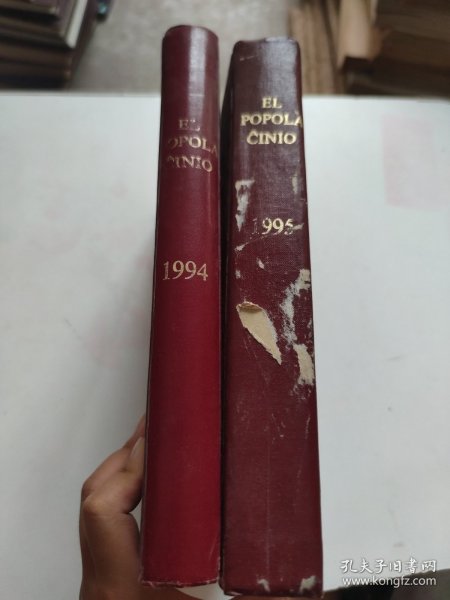 EL
POPOLA
ĈINIO
1994
EL
POPOLA
ĈINIO
1995
孔夫子旧书网
www.kongfz.com